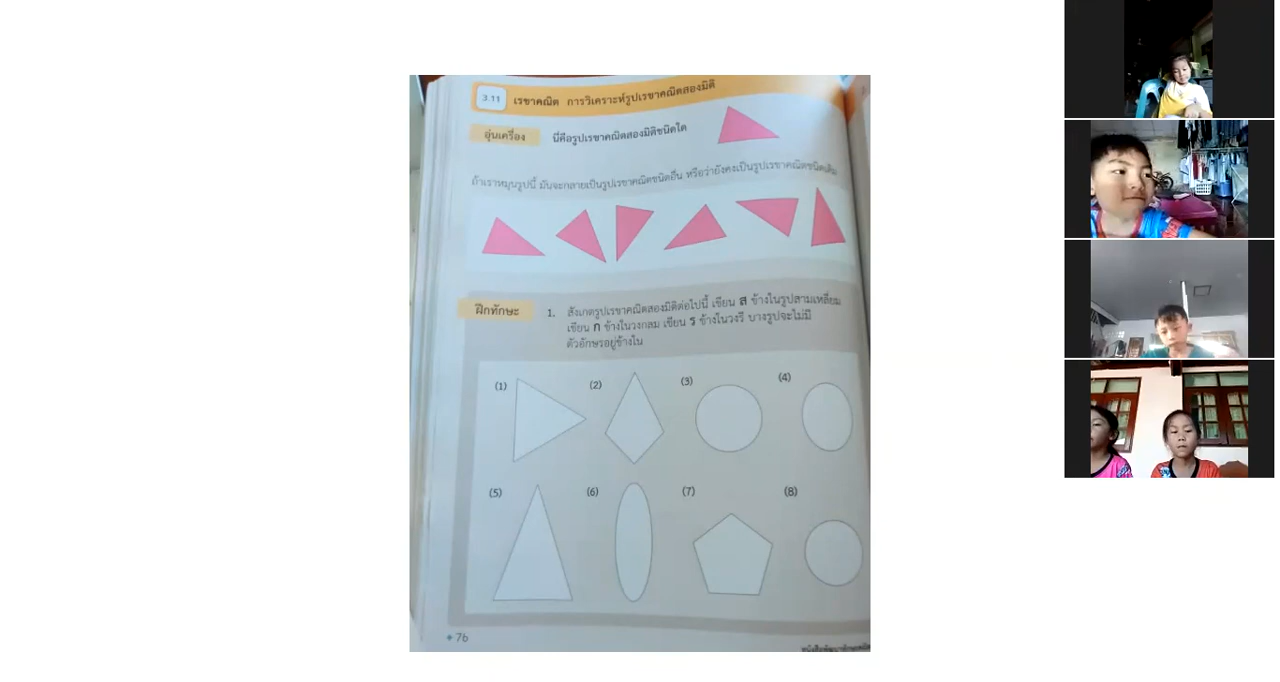 3.11 เรขาคณิต การวิเคราะห์รูปเรขาคณิตสองมิติ
อุ่นเครื่อง นี่คือรูปเรขาคณิตสองมิติชนิดใด
ถ้าเราหมุนรูปนี้ มันจะกลายเป็นรูปเรขาคณิตชนิดอื่น หรือว่ายังคงเป็นรูปเรขาคณิตชนิดเดิม
ฝึกทักษะ 1. สังเกตรูปเรขาคณิตสองมิติต่อไปนี้ เขียน ส ข้างในรูปสามเหลี่ยม
เขียน ก ข้างในวงกลม เขียน ร ข้างในวงรี บางรูปจะไม่มี
ตัวอักษรอยู่ข้างใน
(1) (2) (3) (4)
(5) (6) (7) (8)
76